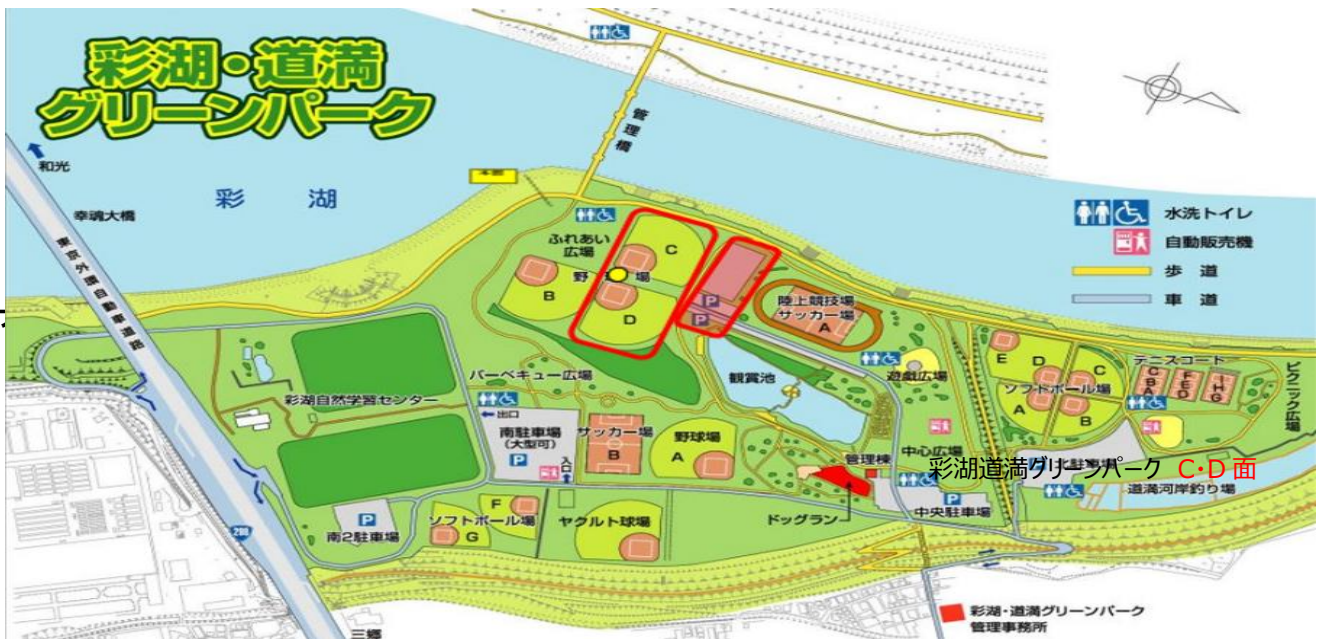 彩湖・道満
グリーンパーク
和光
幸魂大橋
彩 湖
東京外環自動車道路
管理橋
水洗トイレ
自動販売機
歩道
車道
ふれあい
広場
野 場
B
C
D
P
P
陸上競技場
サッカー場
A
観賞池
遊戯広場
E
D
C
ソフトボール場
A
B
テニスコート
C
B
A
F
E
D
I
H
G
ピクニック広場
バーベキュー広場
彩湖自然学習センター
出口
南駐車場
(大型可)
P
入口
サッカー場
B
野球場
A
管理棟
中心広場
彩湖道満グリーンパーク C・D 面
北駐車場
道満河岸釣り場
ドッグラン
P
中央駐車場
P
南2駐車場
F
ソフトボール場
G
ヤクルト球場
298
三郷
彩湖・道満グリーンパーク
管理事務所